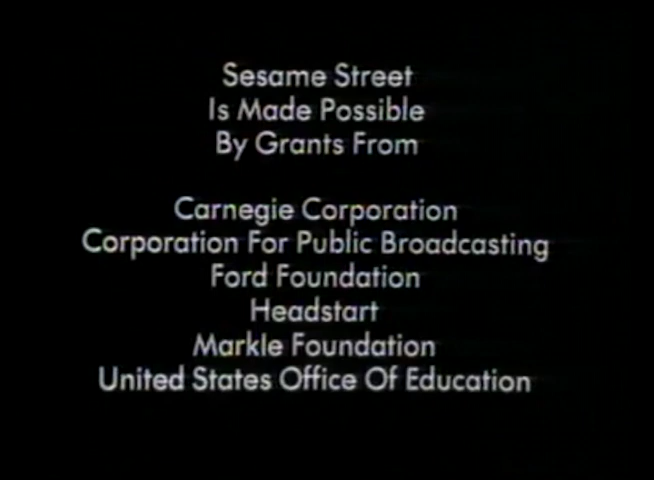 Sesame Street
Is Made Possible
By Grants From
Carnegie Corporation
Corporation For Public Broadcasting
Ford Foundation
Headstart
Markle Foundation
United States Office Of Education